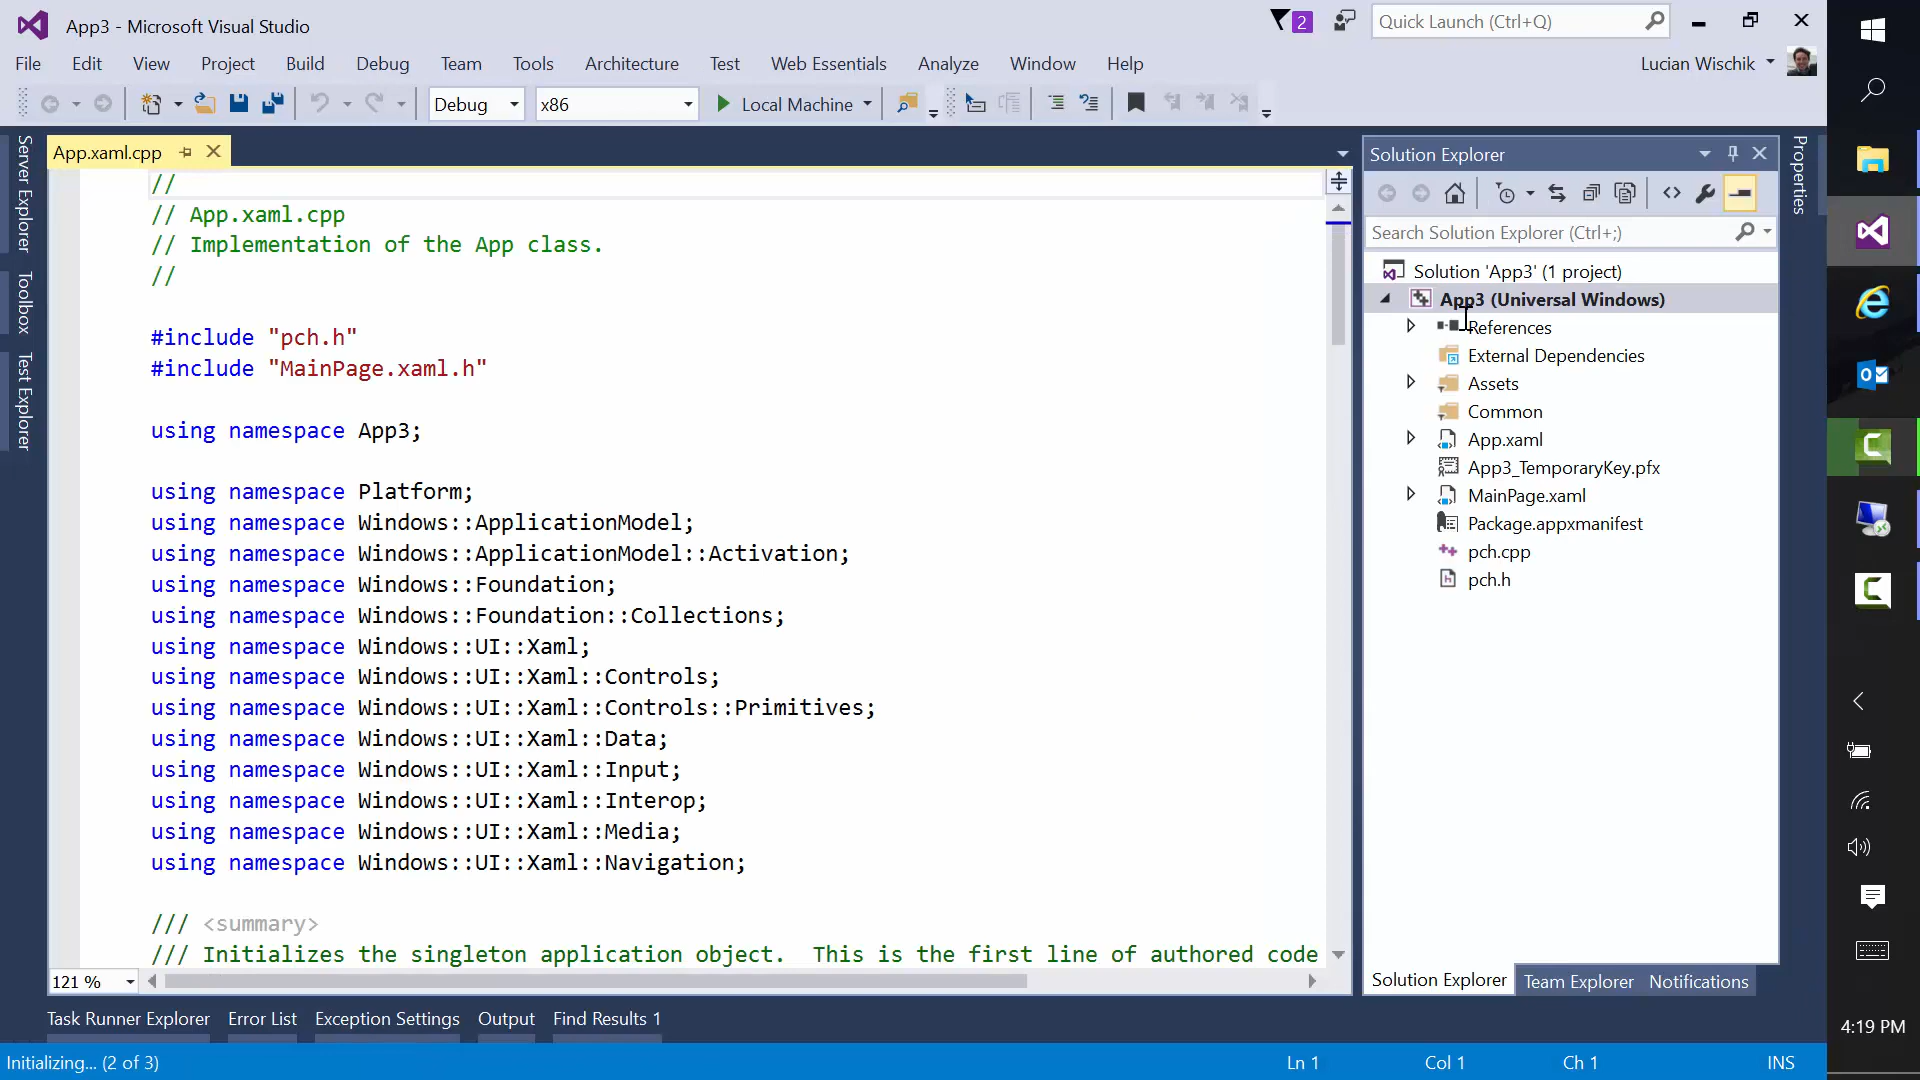 App3 - Microsoft Visual Studio
2
Quick Launch (Ctrl+Q)
File Edit View Project Build Debug Team Tools Architecture Test Web Essentials Analyze Window Help
Lucian Wischik
Debug x86 Local Machine
Server Explorer
Toolbox
Test Explorer
App.xaml.cpp
//
// App.xaml.cpp
// Implementation of the App class.
//
#include "pch.h"
#include "MainPage.xaml.h"
using namespace App3;
using namespace Platform;
using namespace Windows::ApplicationModel;
using namespace Windows::ApplicationModel::Activation;
using namespace Windows::Foundation;
using namespace Windows::Foundation::Collections;
using namespace Windows::UI::Xaml;
using namespace Windows::UI::Xaml::Controls;
using namespace Windows::UI::Xaml::Controls::Primitives;
using namespace Windows::UI::Xaml::Data;
using namespace Windows::UI::Xaml::Input;
using namespace Windows::UI::Xaml::Interop;
using namespace Windows::UI::Xaml::Media;
using namespace Windows::UI::Xaml::Navigation;
/// <summary>
/// Initializes the singleton application object.  This is the first line of authored code
121 %
Solution Explorer
Search Solution Explorer (Ctrl+;)
Solution 'App3' (1 project)
App3 (Universal Windows)
References
External Dependencies
Assets
Common
App.xaml
App3_TemporaryKey.pfx
MainPage.xaml
Package.appxmanifest
pch.cpp
pch.h
Solution Explorer Team Explorer Notifications
Properties
Task Runner Explorer Error List Exception Settings Output Find Results 1
Initializing... (2 of 3)
Ln 1 Col 1 Ch 1 INS
4:19 PM